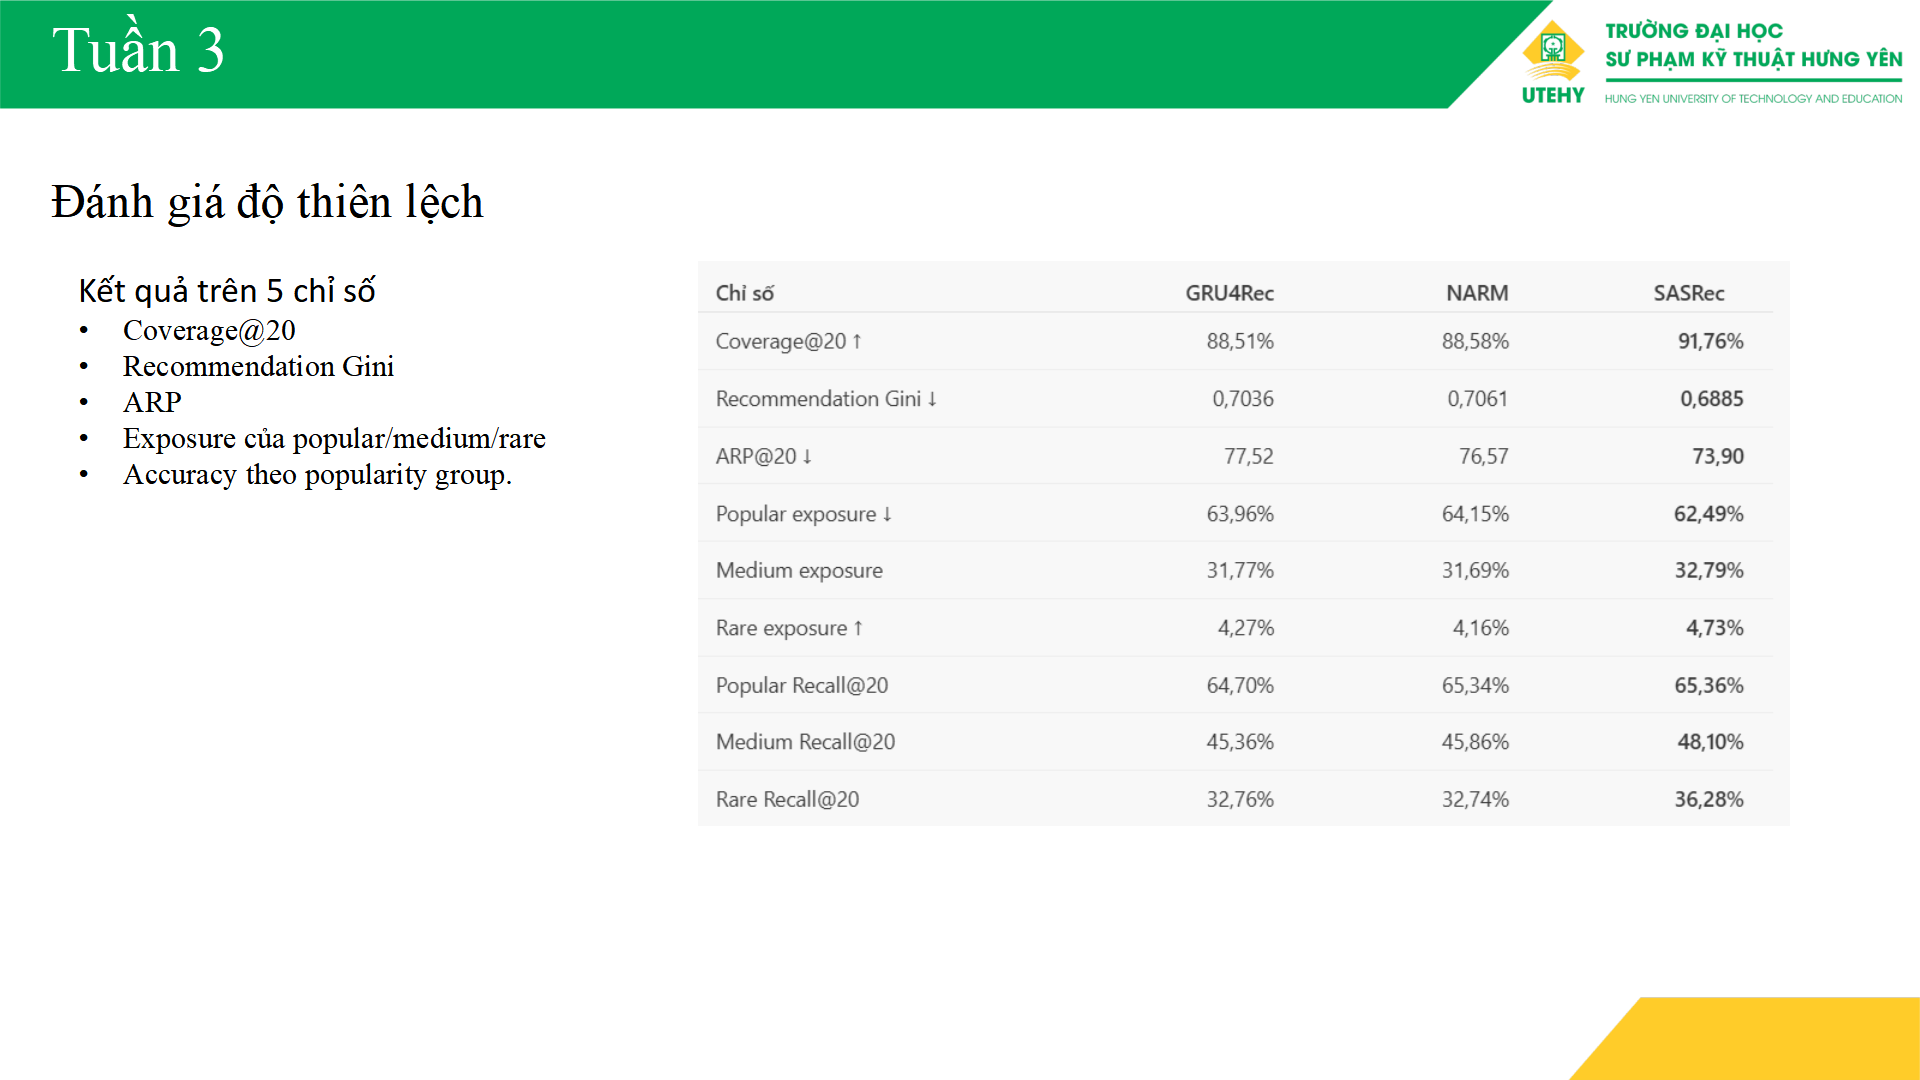 Tuần 3
TRƯỜNG ĐẠI HỌC
SƯ PHẠM KỸ THUẬT HƯNG YÊN
UTEHY
HUNG YEN UNIVERSITY OF TECHNOLOGY AND EDUCATION
Đánh giá độ thiên lệch
Kết quả trên 5 chỉ số
• Coverage@20
• Recommendation Gini
• ARP
• Exposure của popular/medium/rare
• Accuracy theo popularity group.
Chỉ số GRU4Rec NARM SASRec
Coverage@20 ↑ 88,51% 88,58% 91,76%
Recommendation Gini ↓ 0,7036 0,7061 0,6885
ARP@20 ↓ 77,52 76,57 73,90
Popular exposure ↓ 63,96% 64,15% 62,49%
Medium exposure 31,77% 31,69% 32,79%
Rare exposure ↑ 4,27% 4,16% 4,73%
Popular Recall@20 64,70% 65,34% 65,36%
Medium Recall@20 45,36% 45,86% 48,10%
Rare Recall@20 32,76% 32,74% 36,28%